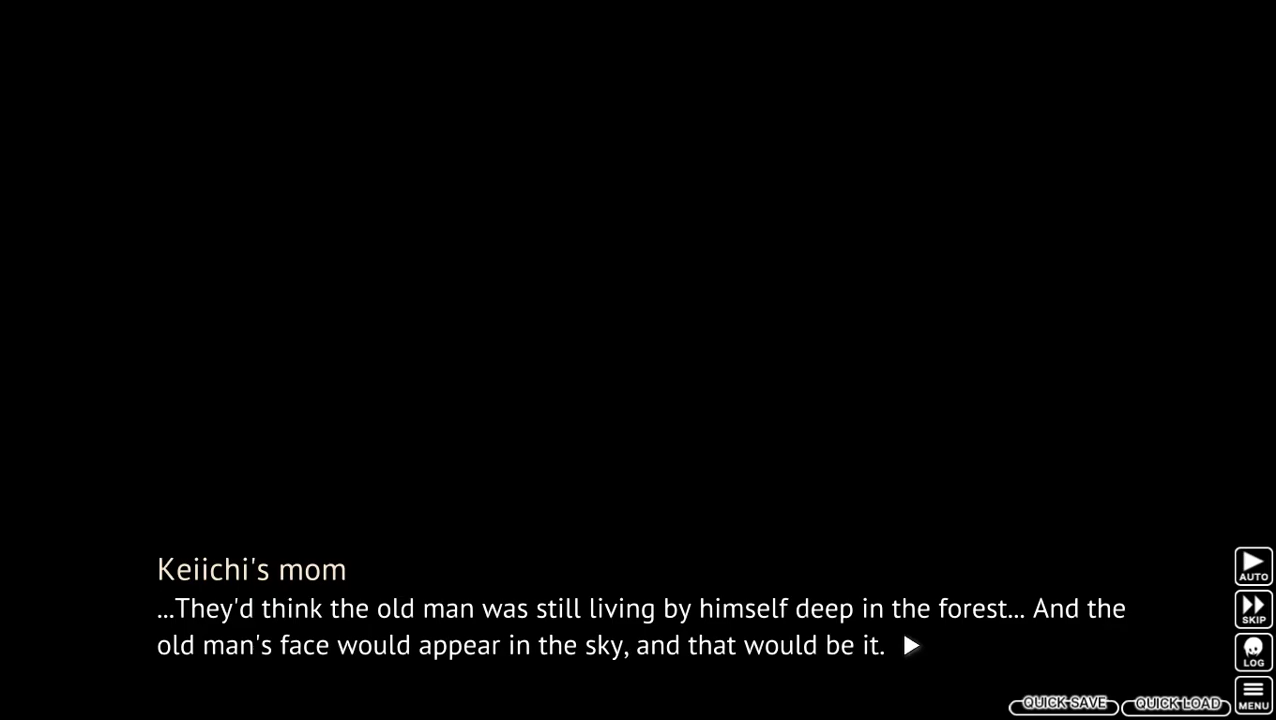 Keiichi's mom
...They'd think the old man was still living by himself deep in the forest... And the
old man's face would appear in the sky, and that would be it.
AUTO
SKIP
LOG
MENU
QUICK SAVE QUICK LOAD